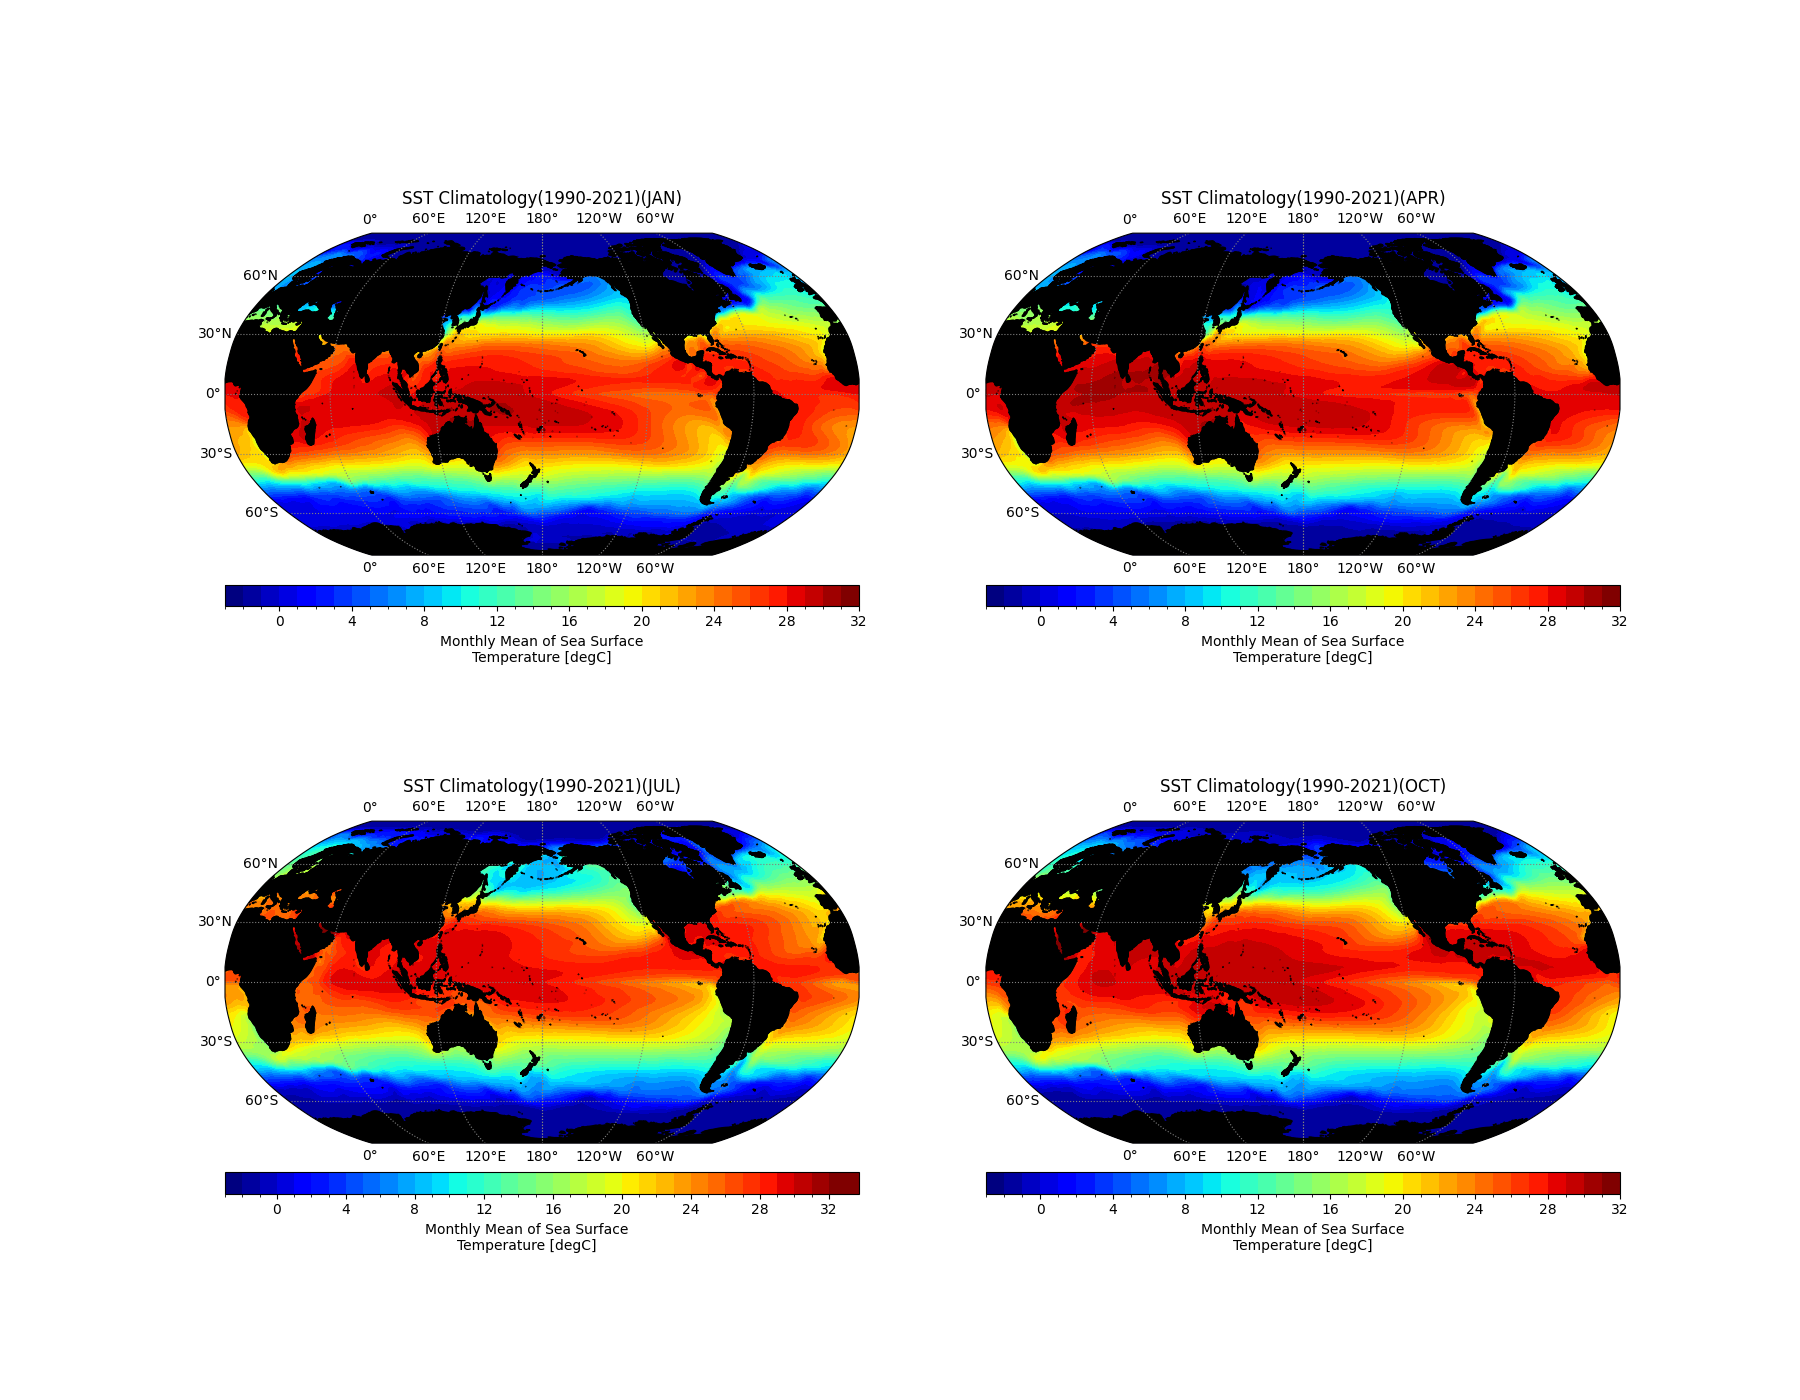 SST Climatology(1990-2021)(JAN)
0° 60°E 120°E 180° 120°W 60°W
60°N
30°N
0°
30°S
60°S
0° 60°E 120°E 180° 120°W 60°W
0 4 8 12 16 20 24 28 32
Monthly Mean of Sea Surface
Temperature [degC]
SST Climatology(1990-2021)(APR)
0° 60°E 120°E 180° 120°W 60°W
60°N
30°N
0°
30°S
60°S
0° 60°E 120°E 180° 120°W 60°W
0 4 8 12 16 20 24 28 32
Monthly Mean of Sea Surface
Temperature [degC]
SST Climatology(1990-2021)(JUL)
0° 60°E 120°E 180° 120°W 60°W
60°N
30°N
0°
30°S
60°S
0° 60°E 120°E 180° 120°W 60°W
0 4 8 12 16 20 24 28 32
Monthly Mean of Sea Surface
Temperature [degC]
SST Climatology(1990-2021)(OCT)
0° 60°E 120°E 180° 120°W 60°W
60°N
30°N
0°
30°S
60°S
0° 60°E 120°E 180° 120°W 60°W
0 4 8 12 16 20 24 28 32
Monthly Mean of Sea Surface
Temperature [degC]